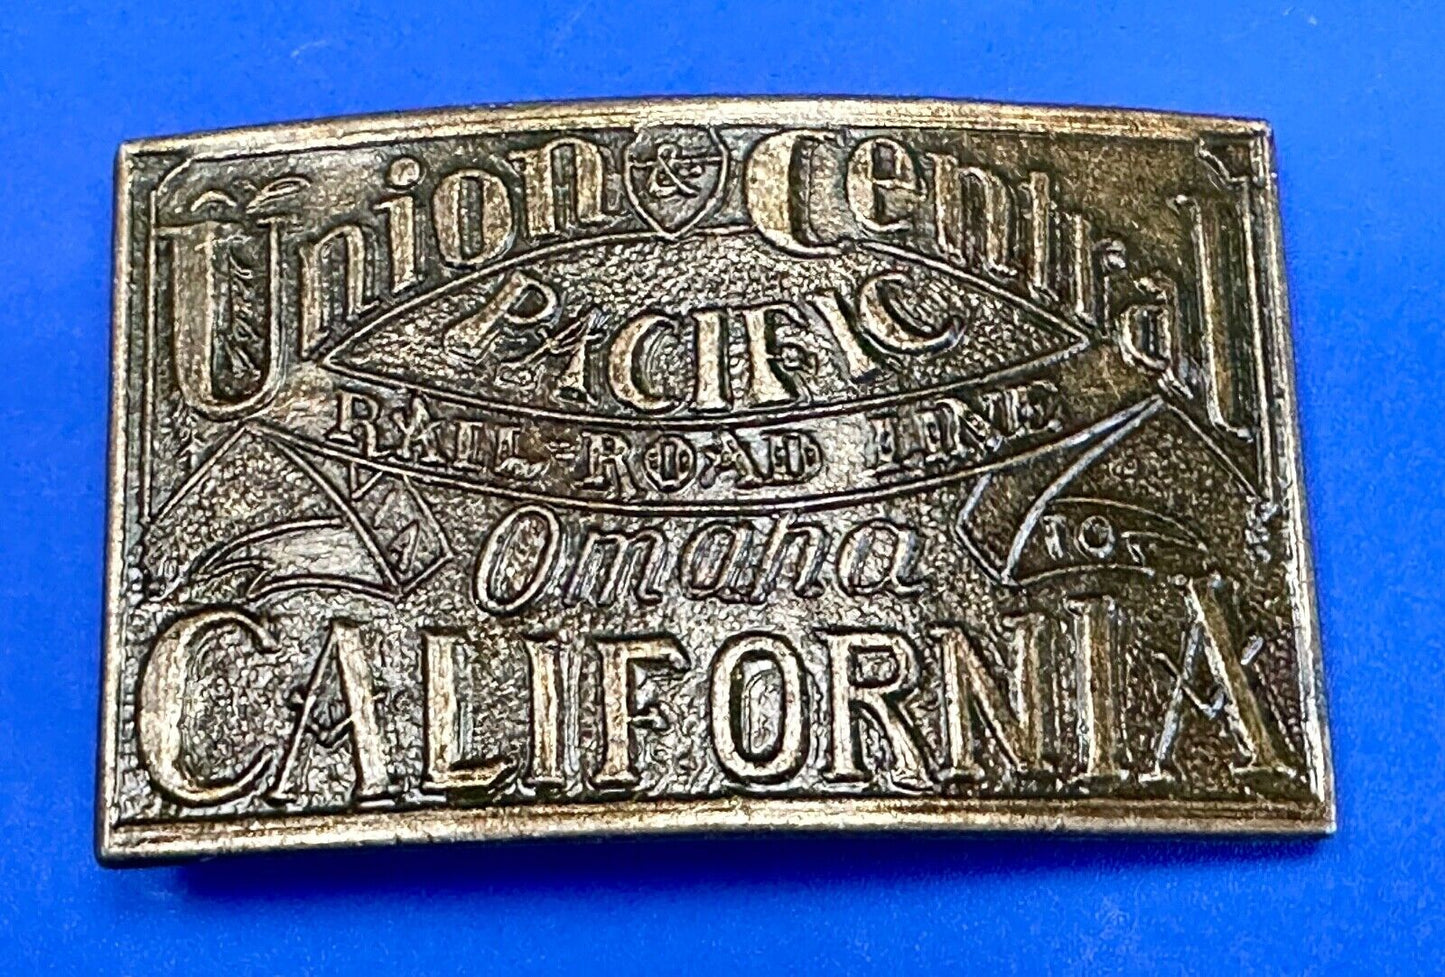 Union & Central
PACIFIC
RAIL-ROAD LINE
VIA Omaha TO
CALIFORNIA